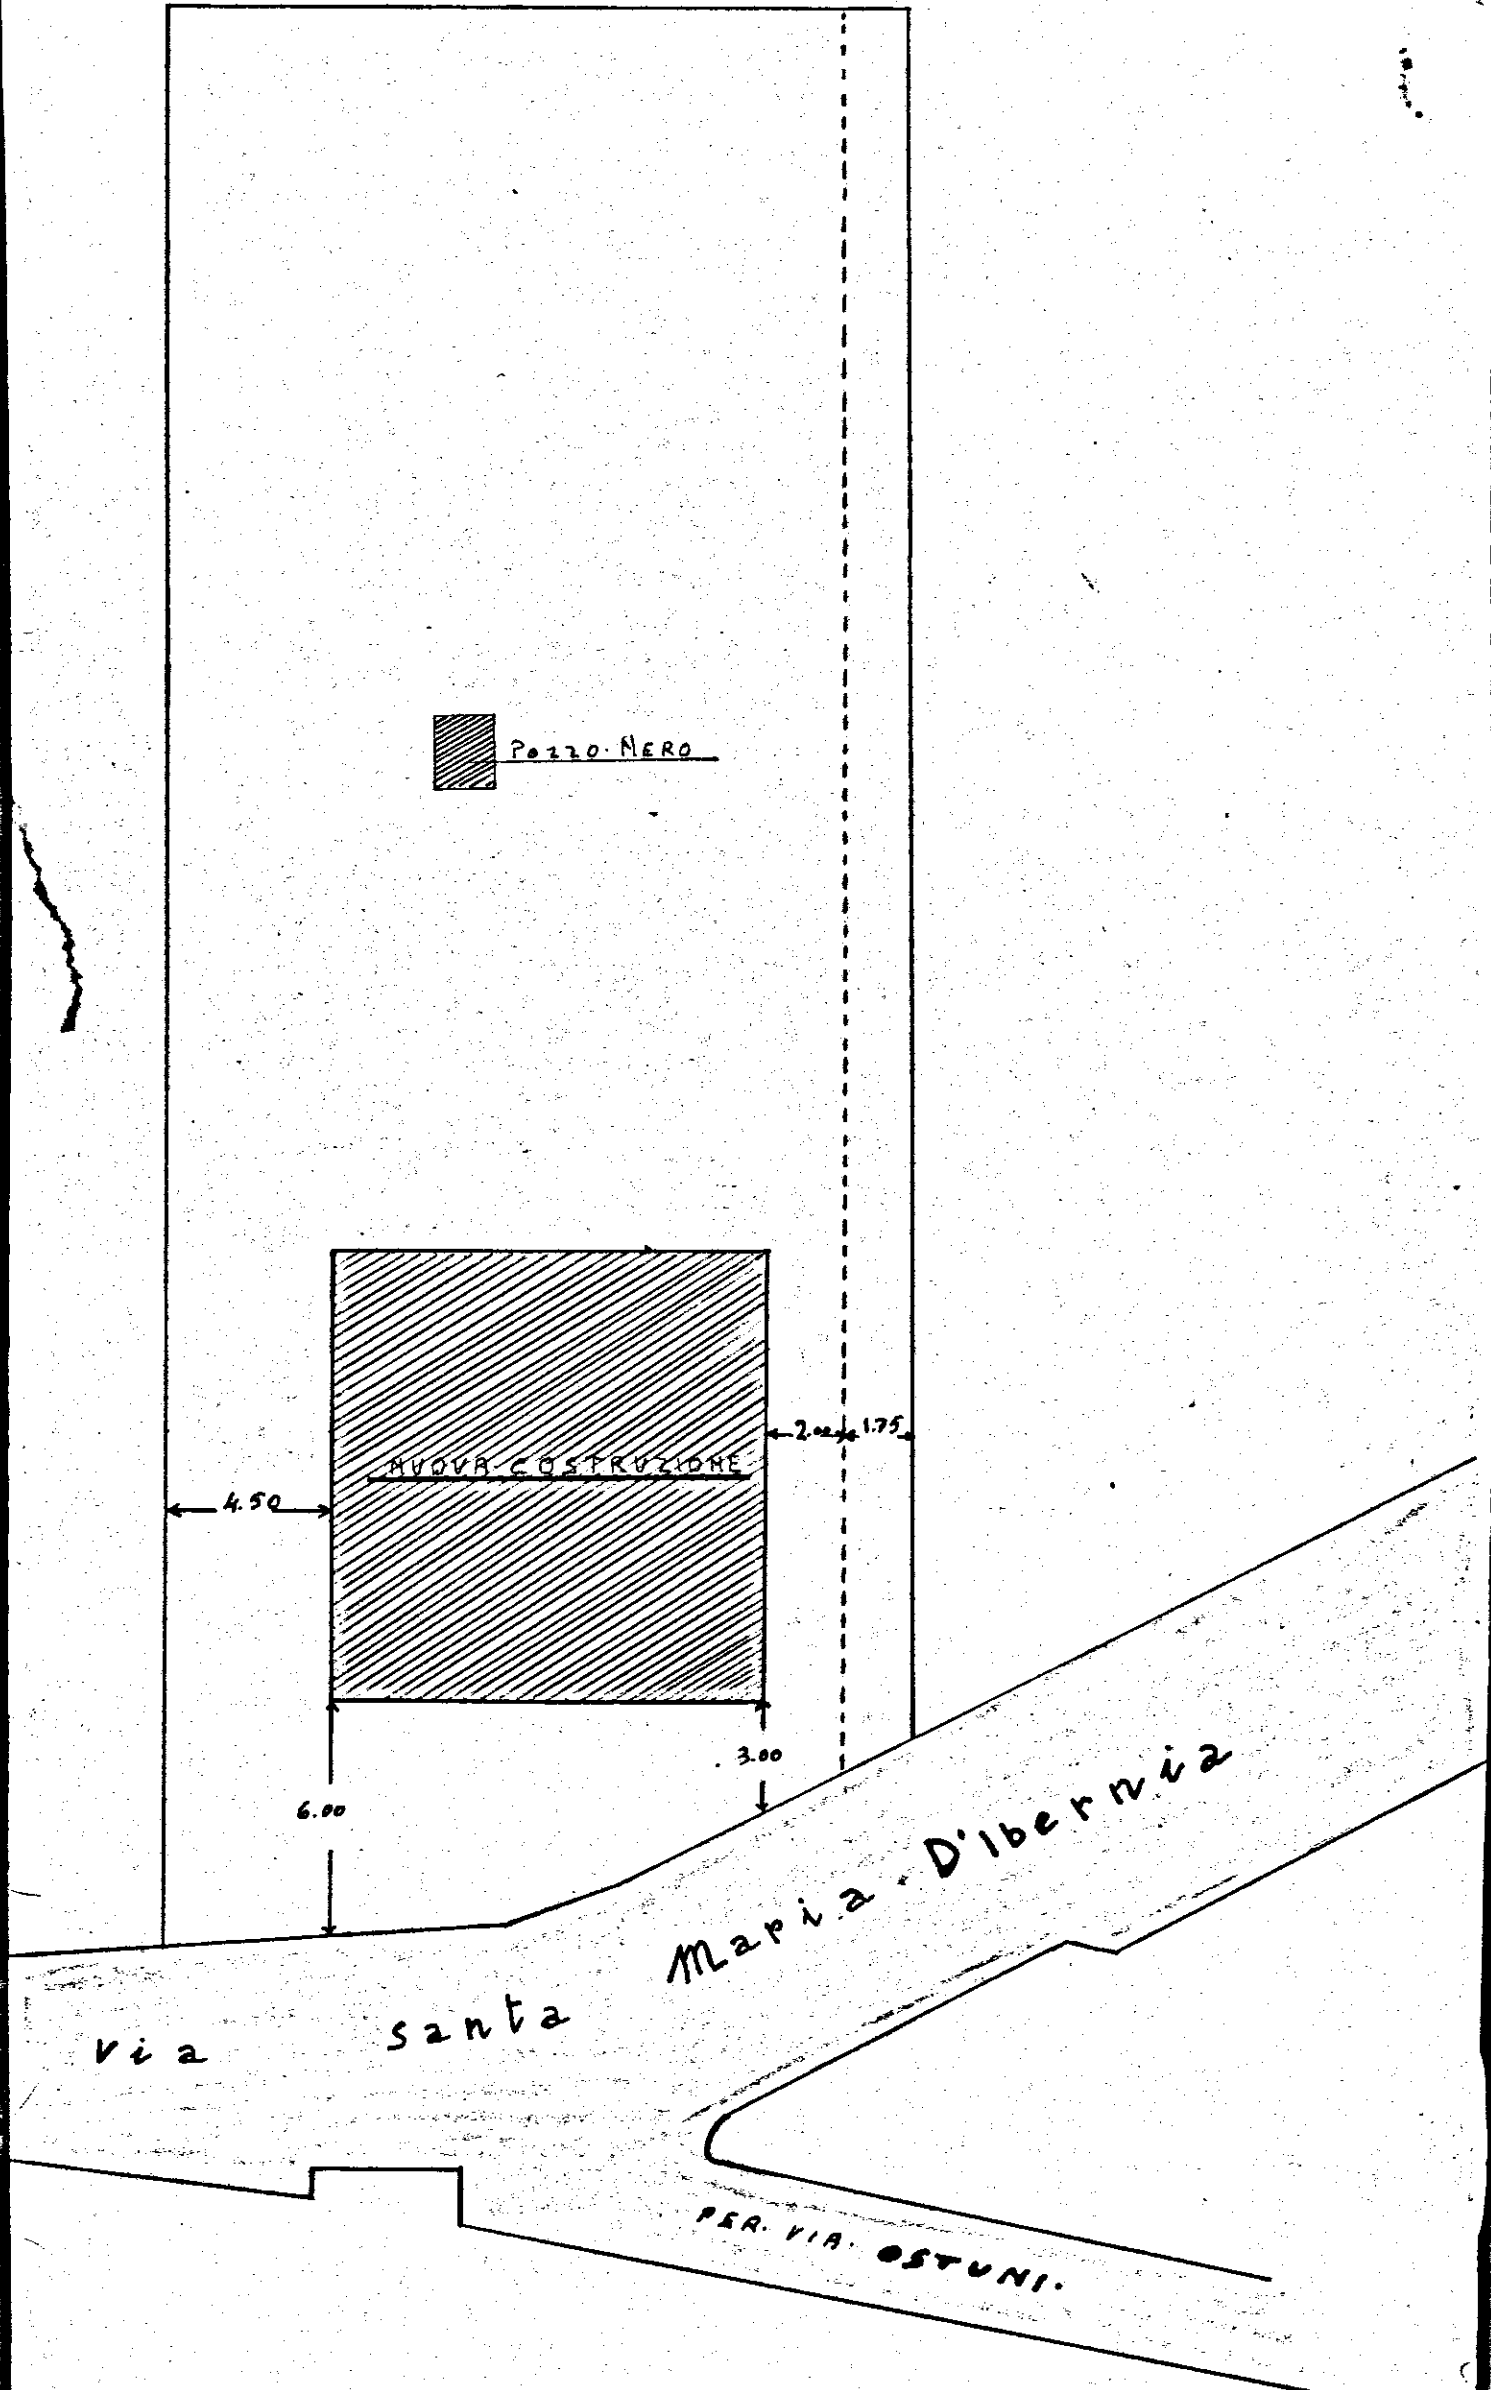 Pozzo. NERO
2.00 1.75
NUOVA. COSTRUZIONE
4.50
3.00
6.00
via santa Maria. D'Ibernia
PER. VIA. OSTUNI.